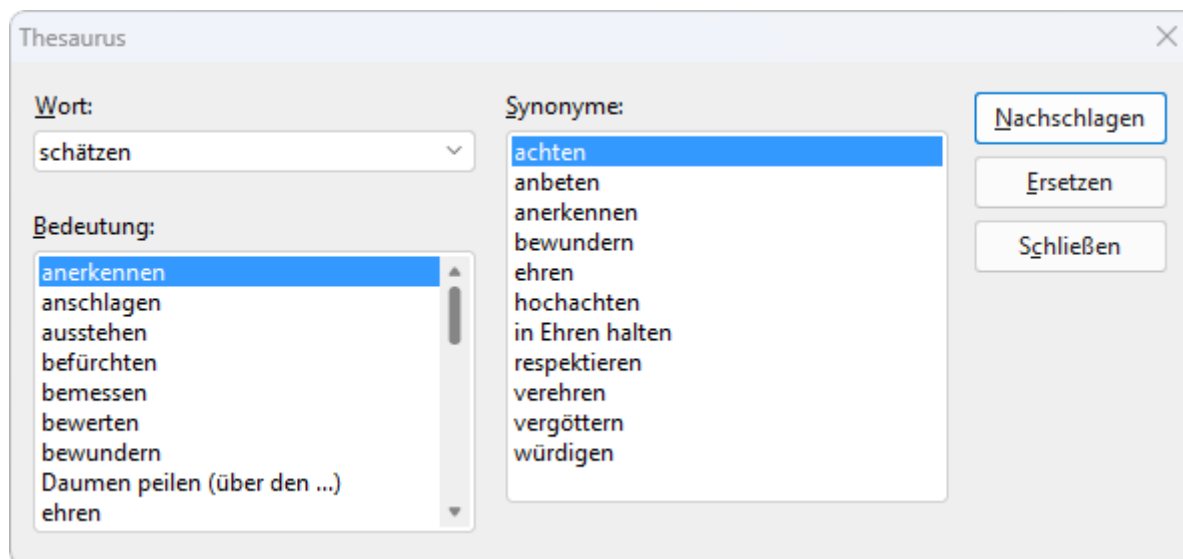 Thesaurus
Wort:
schätzen
Bedeutung:
anerkennen
anschlagen
ausstehen
befürchten
bemessen
bewerten
bewundern
Daumen peilen (über den ...)
ehren
Synonyme:
achten
anbeten
anerkennen
bewundern
ehren
hochachten
in Ehren halten
respektieren
verehren
vergöttern
würdigen
Nachschlagen
Ersetzen
Schließen